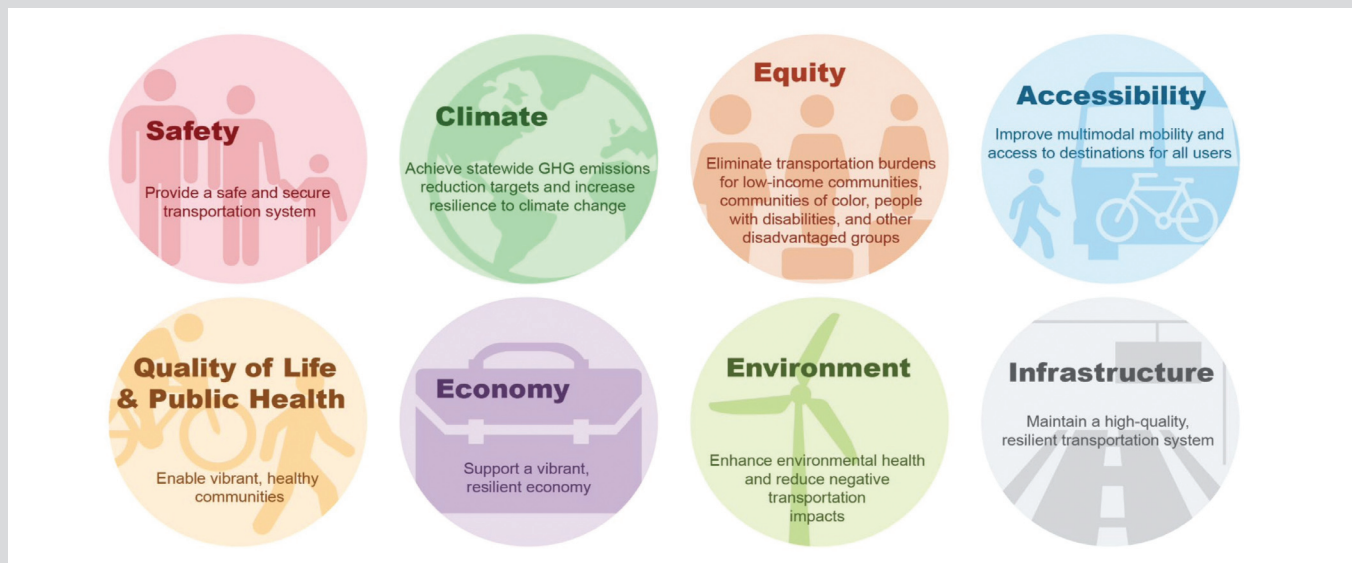 Safety
Provide a safe and secure
transportation system
Climate
Achieve statewide GHG emissions
reduction targets and increase
resilience to climate change
Equity
Eliminate transportation burdens
for low-income communities,
communities of color, people
with disabilities, and other
disadvantaged groups
Accessibility
Improve multimodal mobility and
access to destinations for all users
Quality of Life
& Public Health
Enable vibrant, healthy
communities
Economy
Support a vibrant,
resilient economy
Environment
Enhance environmental health
and reduce negative
transportation
impacts
Infrastructure
Maintain a high-quality,
resilient transportation system